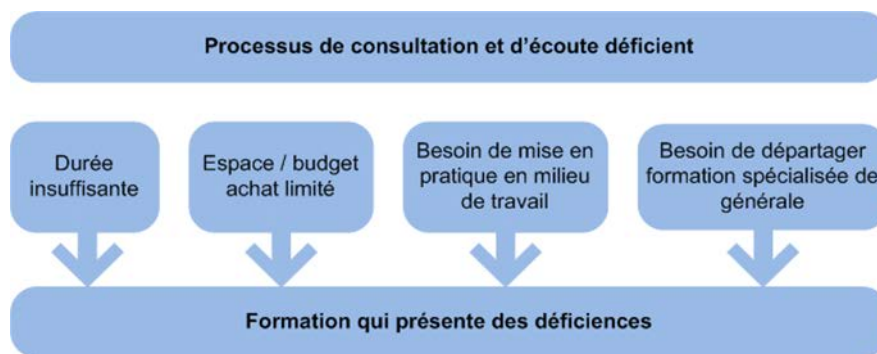 Processus de consultation et d’écoute déficient
Durée
insuffisante
Espace / budget
achat limité
Besoin de mise en
pratique en milieu
de travail
Besoin de départager
formation spécialisée de
générale
Formation qui présente des déficiences